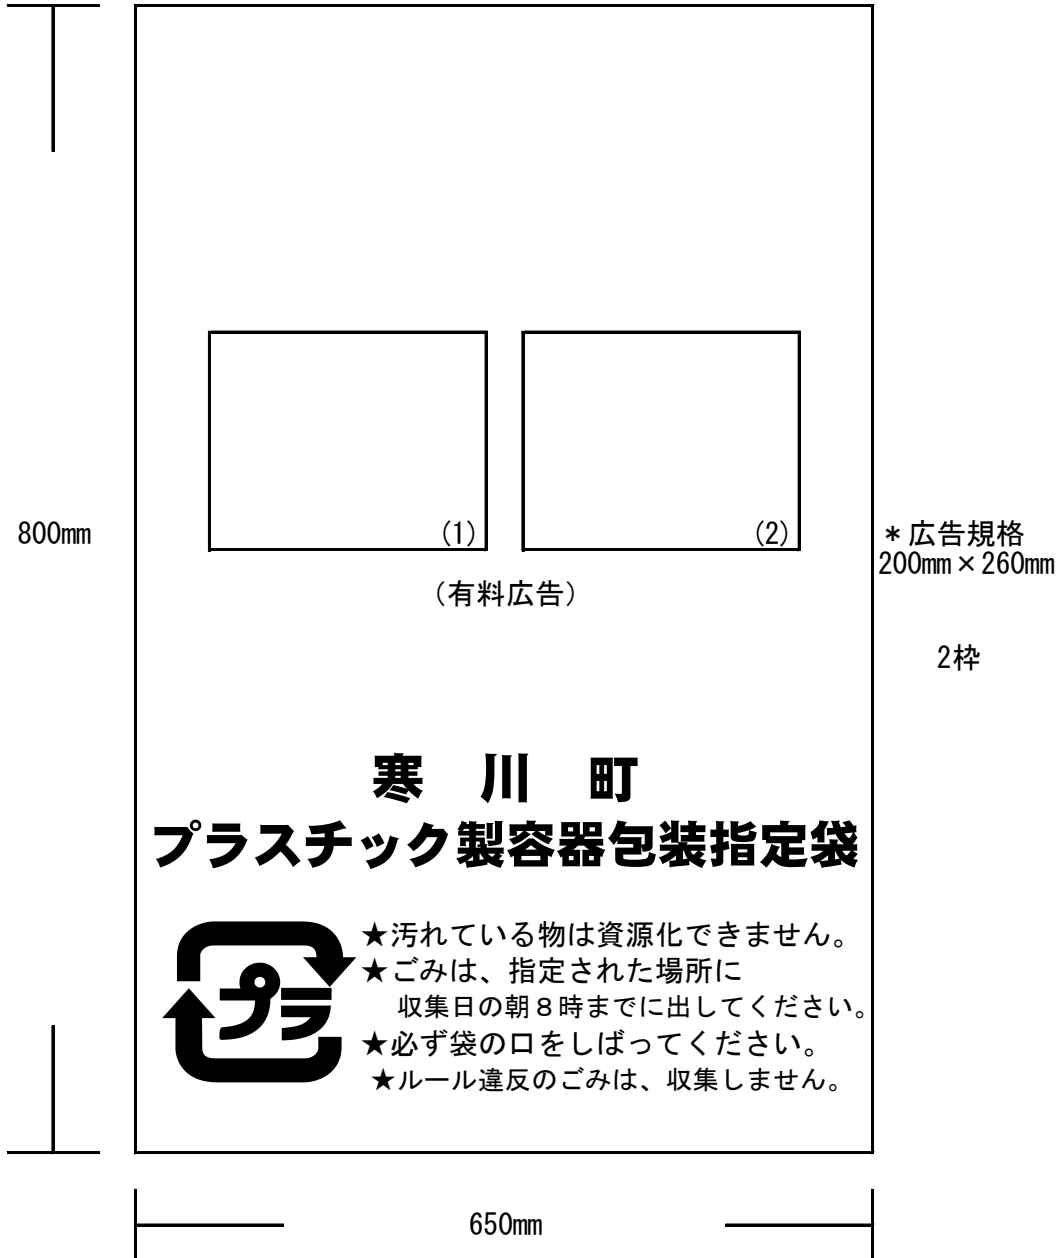 800mm
(1)
(2)
(有料広告)
*広告規格
200mm×260mm
2枠
寒 川 町
プラスチック製容器包装指定袋
プラ
★汚れている物は資源化できません。
★ごみは、指定された場所に
収集日の朝8時までに出してください。
★必ず袋の口をしばってください。
★ルール違反のごみは、収集しません。
650mm